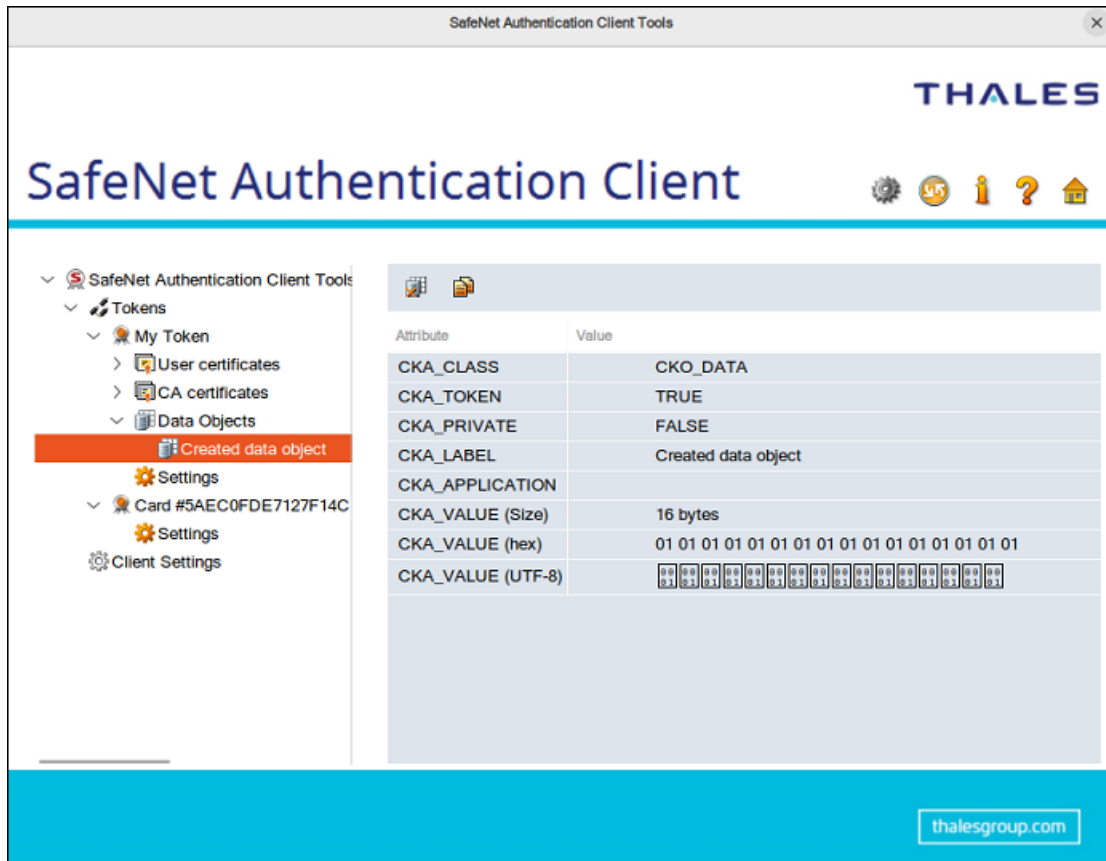 SafeNet Authentication Client Tools
THALES
SafeNet Authentication Client
SafeNet Authentication Client Tools
Tokens
My Token
User certificates
CA certificates
Data Objects
Created data object
Settings
Card #5AEC0FDE7127F14C
Settings
Client Settings
Attribute Value
CKA_CLASS CKO_DATA
CKA_TOKEN TRUE
CKA_PRIVATE FALSE
CKA_LABEL Created data object
CKA_APPLICATION
CKA_VALUE (Size) 16 bytes
CKA_VALUE (hex) 01 01 01 01 01 01 01 01 01 01 01 01 01 01 01 01
CKA_VALUE (UTF-8)
thalesgroup.com